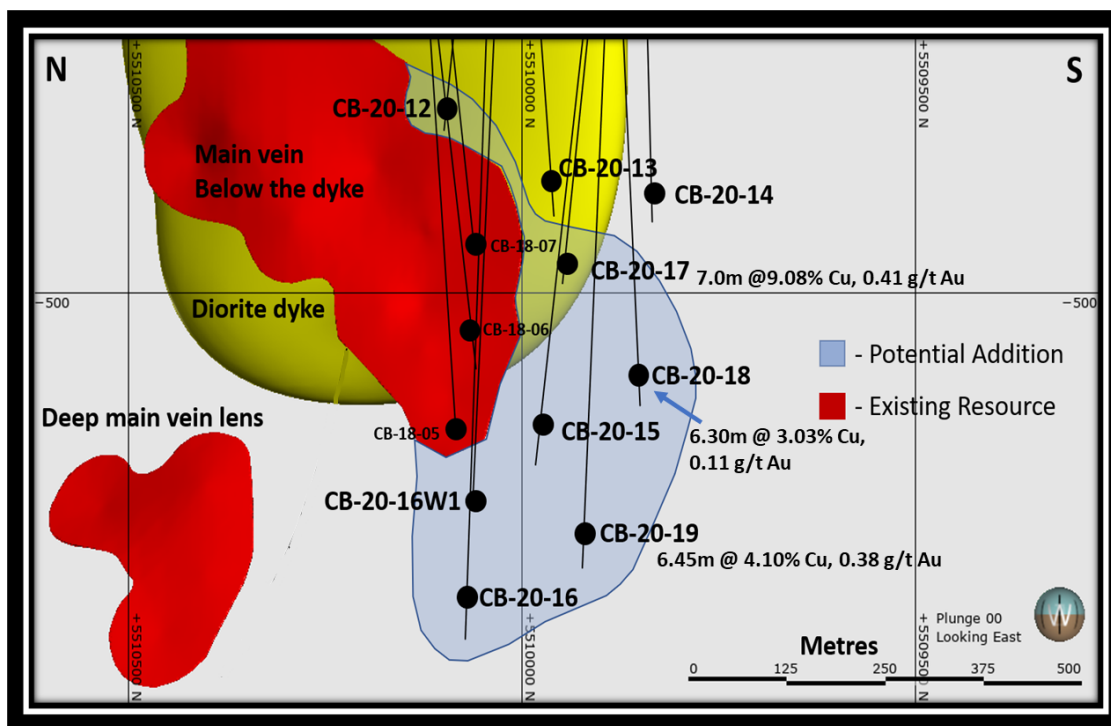 N
S
+5510500 N
+5510000 N
+5509500 N
CB-20-12
Main vein
Below the dyke
CB-20-13
CB-20-14
CB-18-07
CB-20-17
7.0m @9.08% Cu, 0.41 g/t Au
-500
-500
Diorite dyke
CB-18-06
- Potential Addition
CB-20-18
- Existing Resource
Deep main vein lens
CB-18-05
CB-20-15
6.30m @ 3.03% Cu,
0.11 g/t Au
CB-20-16W1
CB-20-19
6.45m @ 4.10% Cu, 0.38 g/t Au
CB-20-16
Plunge 00
Looking East
W
Metres
0 125 250 375 500
+5510500 N
+5510000 N
+5509500 N